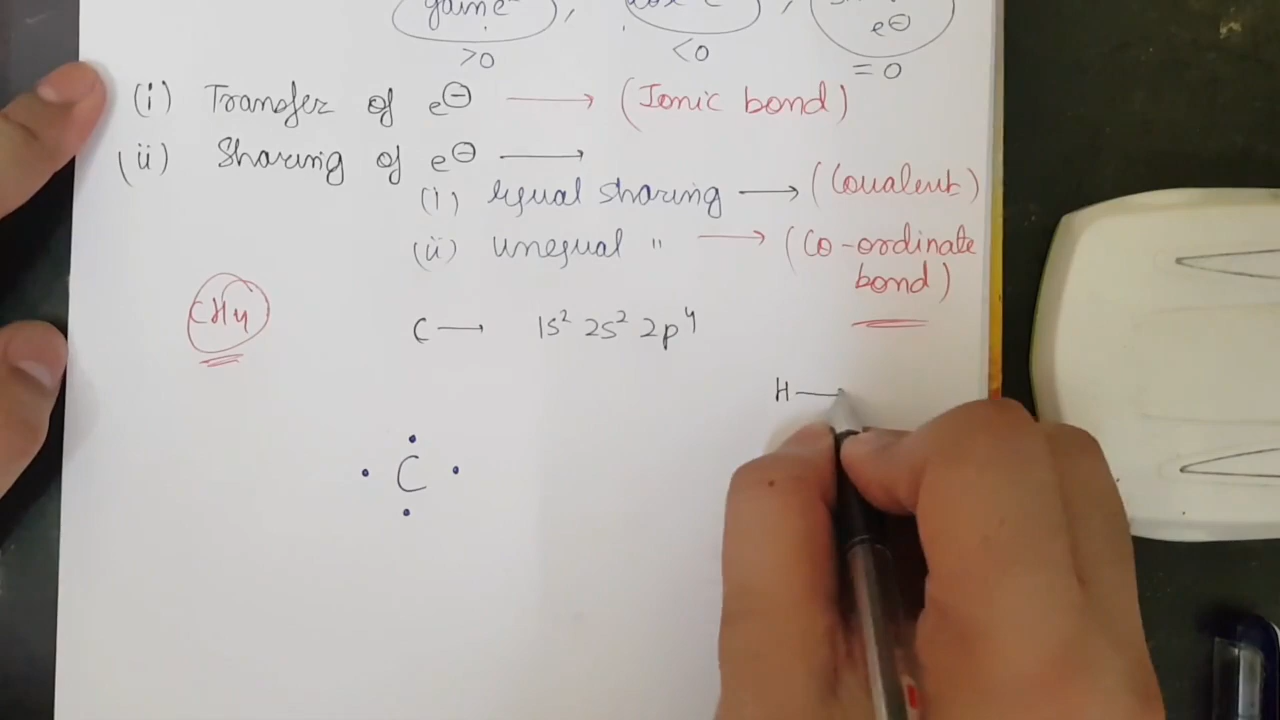 game , ,
e⊖
>0 <0 = 0
(i) Transfer of e⊖ → (Ionic bond)
(ii) Sharing of e⊖ →
(i) equal sharing → (Covalent)
(ii) unequal " → (Co-ordinate
bond)
CH4
C → 1s² 2s² 2p⁴
H —
C